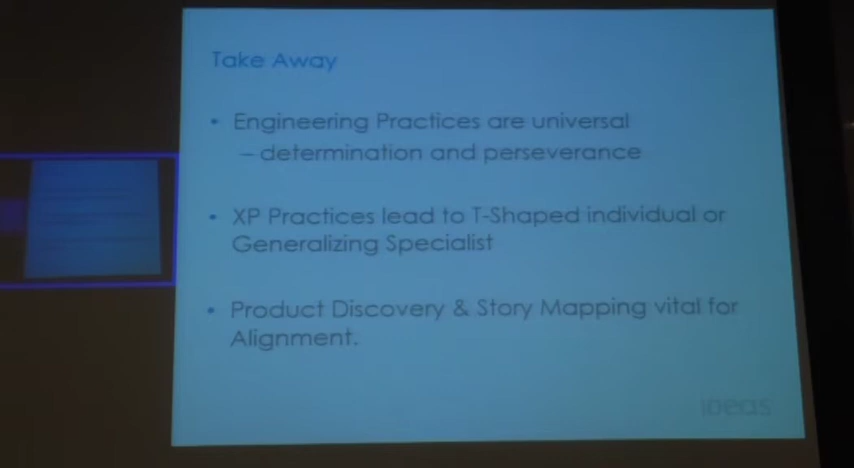 Take Away
• Engineering Practices are universal
– determination and perseverance
• XP Practices lead to T-Shaped individual or
Generalizing Specialist
• Product Discovery & Story Mapping vital for
Alignment.
ideas